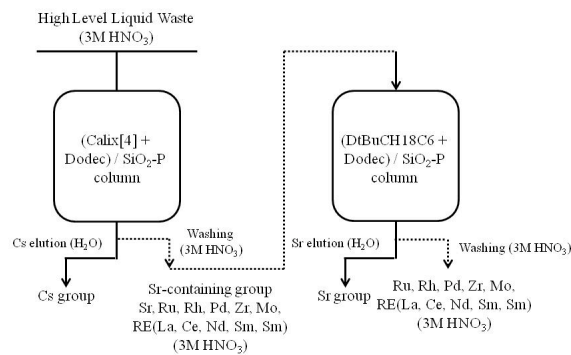 High Level Liquid Waste
(3M HNO3)
(Calix[4] +
Dodec) / SiO2-P
column
(DtBuCH18C6 +
Dodec) / SiO2-P
column
Cs elution (H2O)
Washing
(3M HNO3)
Cs group
Sr-containing group
Sr, Ru, Rh, Pd, Zr, Mo,
RE(La, Ce, Nd, Sm, Sm)
(3M HNO3)
Sr elution (H2O)
Washing (3M HNO3)
Sr group
Ru, Rh, Pd, Zr, Mo,
RE(La, Ce, Nd, Sm, Sm)
(3M HNO3)